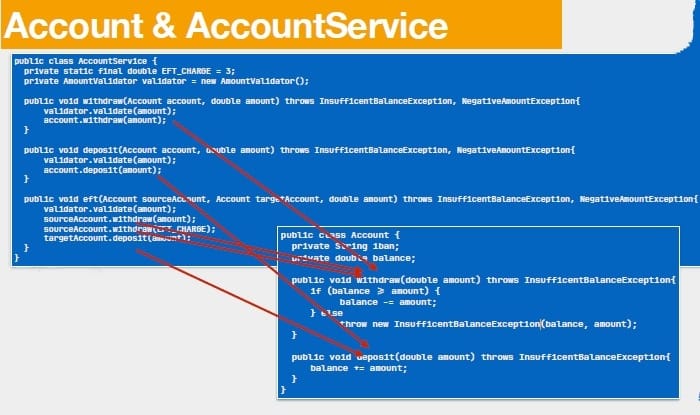 Account & AccountService
public class AccountService {
private static final double EFT_CHARGE = 3;
private AmountValidator validator = new AmountValidator();
public void withdraw(Account account, double amount) throws InsufficentBalanceException, NegativeAmountException{
validator.validate(amount);
account.withdraw(amount);
}
public void deposit(Account account, double amount) throws InsufficentBalanceException, NegativeAmountException{
validator.validate(amount);
account.deposit(amount);
}
public void eft(Account sourceAccount, Account targetAccount, double amount) throws InsufficentBalanceException, NegativeAmountException{
validator.validate(amount);
sourceAccount.withdraw(amount);
sourceAccount.withdraw(EFT_CHARGE);
targetAccount.deposit(amount);
}
}
public class Account {
private String iban;
private double balance;
public void withdraw(double amount) throws InsufficentBalanceException{
if (balance ≥ amount) {
balance -= amount;
} else
throw new InsufficentBalanceException(balance, amount);
}
public void deposit(double amount) throws InsufficentBalanceException{
balance += amount;
}
}